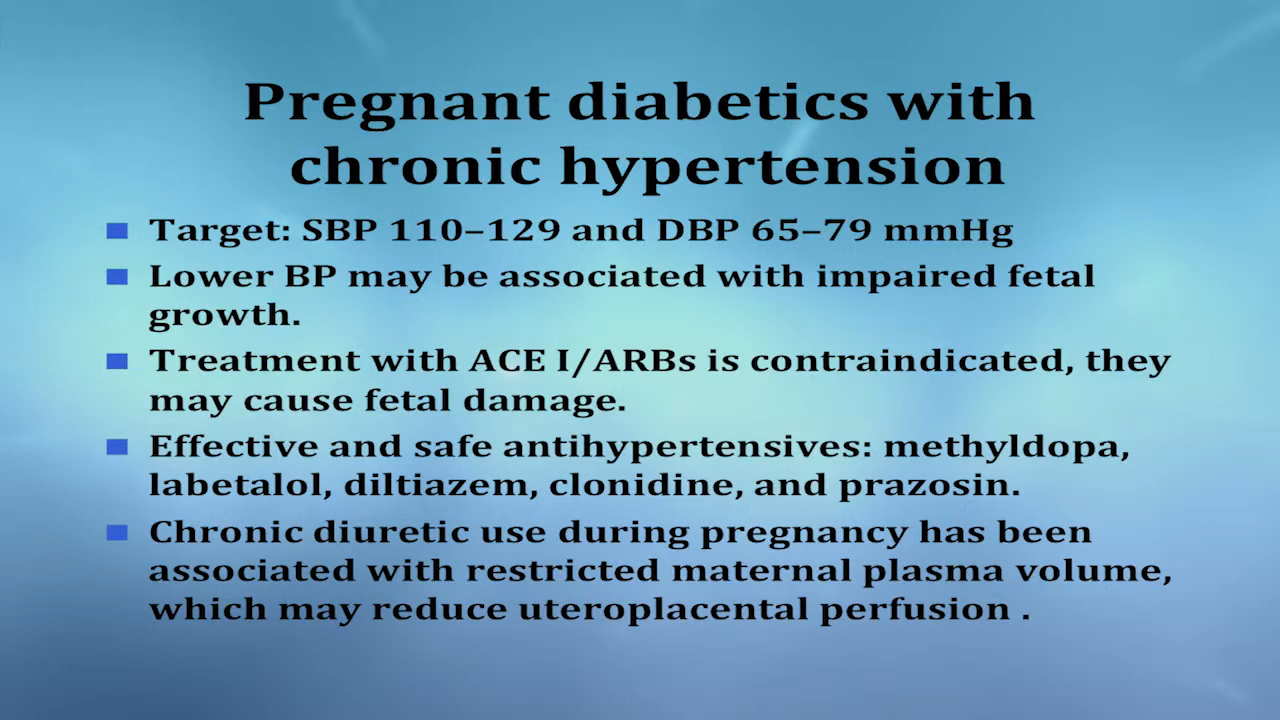 Pregnant diabetics with
chronic hypertension
Target: SBP 110–129 and DBP 65–79 mmHg
Lower BP may be associated with impaired fetal
growth.
Treatment with ACE I/ARBs is contraindicated, they
may cause fetal damage.
Effective and safe antihypertensives: methyldopa,
labetalol, diltiazem, clonidine, and prazosin.
Chronic diuretic use during pregnancy has been
associated with restricted maternal plasma volume,
which may reduce uteroplacental perfusion .